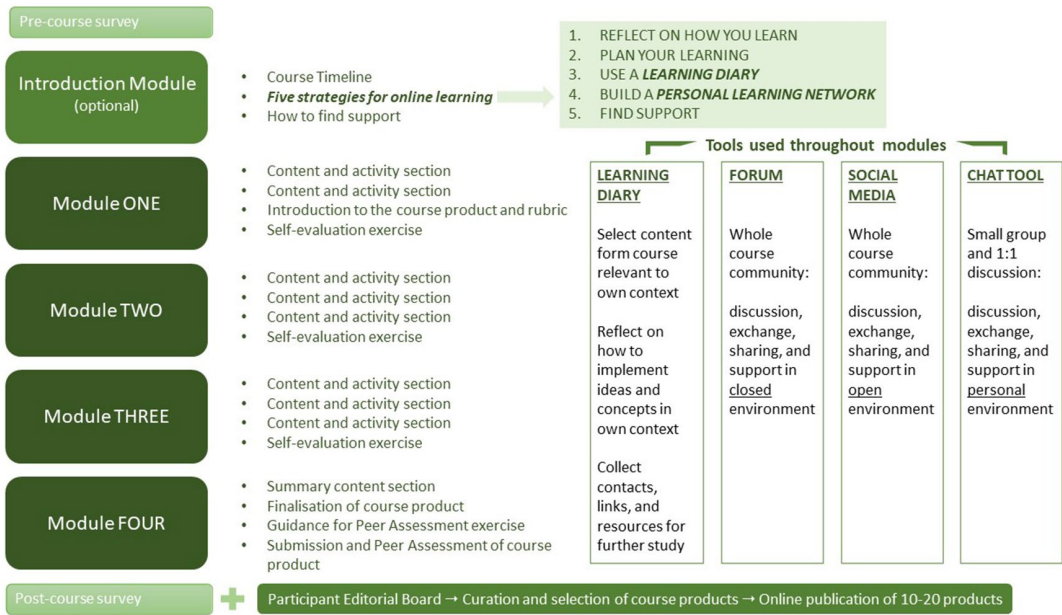 Pre-course survey
Introduction Module
(optional)
• Course Timeline
• Five strategies for online learning
• How to find support
1. REFLECT ON HOW YOU LEARN
2. PLAN YOUR LEARNING
3. USE A LEARNING DIARY
4. BUILD A PERSONAL LEARNING NETWORK
5. FIND SUPPORT
Module ONE
• Content and activity section
• Content and activity section
• Introduction to the course product and rubric
• Self-evaluation exercise
Module TWO
• Content and activity section
• Content and activity section
• Content and activity section
• Self-evaluation exercise
Module THREE
• Content and activity section
• Content and activity section
• Content and activity section
• Self-evaluation exercise
Module FOUR
• Summary content section
• Finalisation of course product
• Guidance for Peer Assessment exercise
• Submission and Peer Assessment of course
product
Tools used throughout modules
LEARNING
DIARY
Select content
form course
relevant to
own context
Reflect on
how to
implement
ideas and
concepts in
own context
Collect
contacts,
links, and
resources for
further study
FORUM
Whole
course
community:
discussion,
exchange,
sharing, and
support in
closed
environment
SOCIAL
MEDIA
Whole
course
community:
discussion,
exchange,
sharing, and
support in
open
environment
CHAT TOOL
Small group
and 1:1
discussion:
discussion,
exchange,
sharing, and
support in
personal
environment
Post-course survey
Participant Editorial Board → Curation and selection of course products → Online publication of 10-20 products